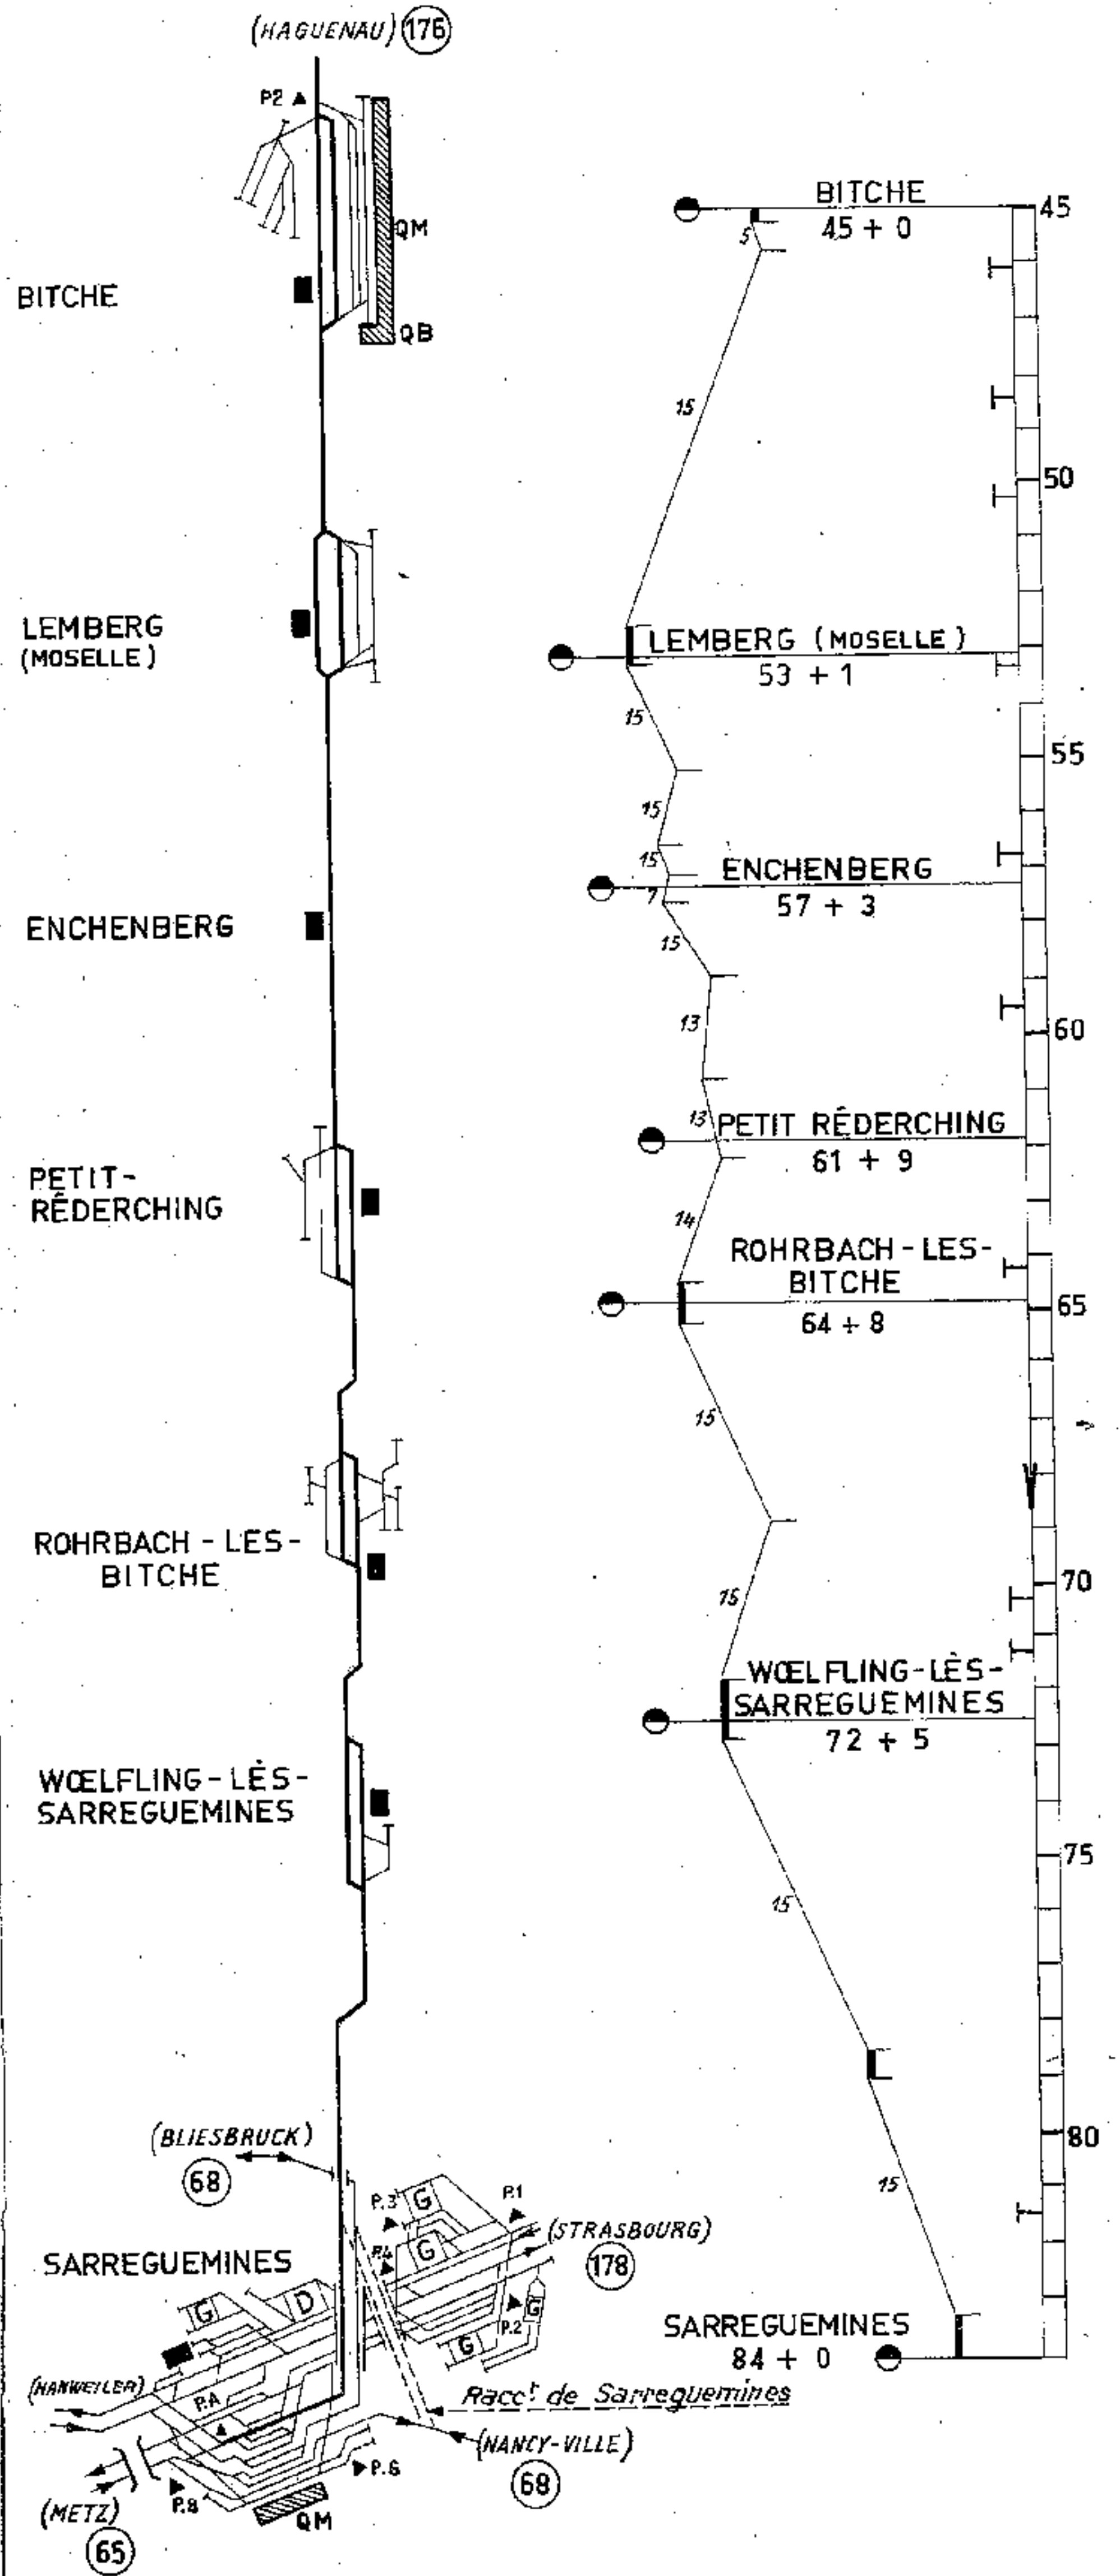 (HAGUENAU) 176
P2
QM
BITCHE
QB
LEMBERG
(MOSELLE)
ENCHENBERG
PETIT-
RÉDERCHING
ROHRBACH - LES-
BITCHE
WŒLFLING-LÈS-
SARREGUEMINES
(BLIESBRUCK)
68
P.3
G
P.1
(STRASBOURG)
178
P.4
G
SARREGUEMINES
G
D
P.2
G
G
(HANWEILER)
P.A
Racc.t de Sarreguemines
(NANCY-VILLE)
68
P.6
P.8
QM
(METZ)
65
BITCHE
45 + 0
45
5
15
50
LEMBERG (MOSELLE)
53 + 1
15
55
15
15
ENCHENBERG
57 + 3
7
15
13
60
13
PETIT RÉDERCHING
61 + 9
14
ROHRBACH - LES-
BITCHE
64 + 8
65
15
70
15
WŒLFLING-LÈS-
SARREGUEMINES
72 + 5
75
15
80
15
SARREGUEMINES
84 + 0